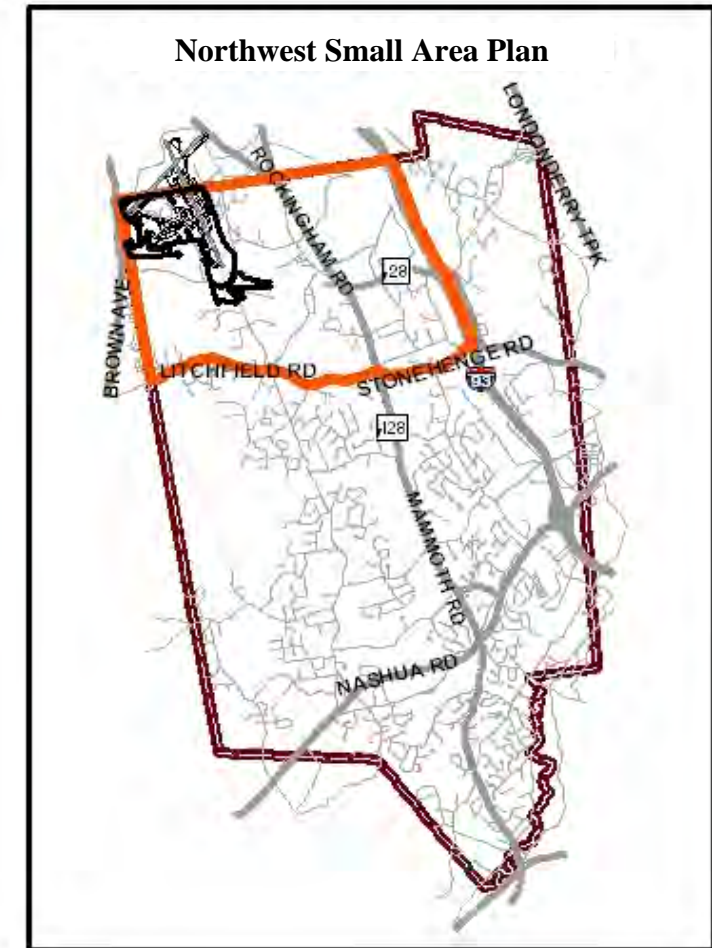 Northwest Small Area Plan
LONDONDERRY TPK
ROCKINGHAM RD
28
BROWN AVE
LITCHFIELD RD
STONEHENGE RD
93
128
MAMMOTH RD
NASHUA RD